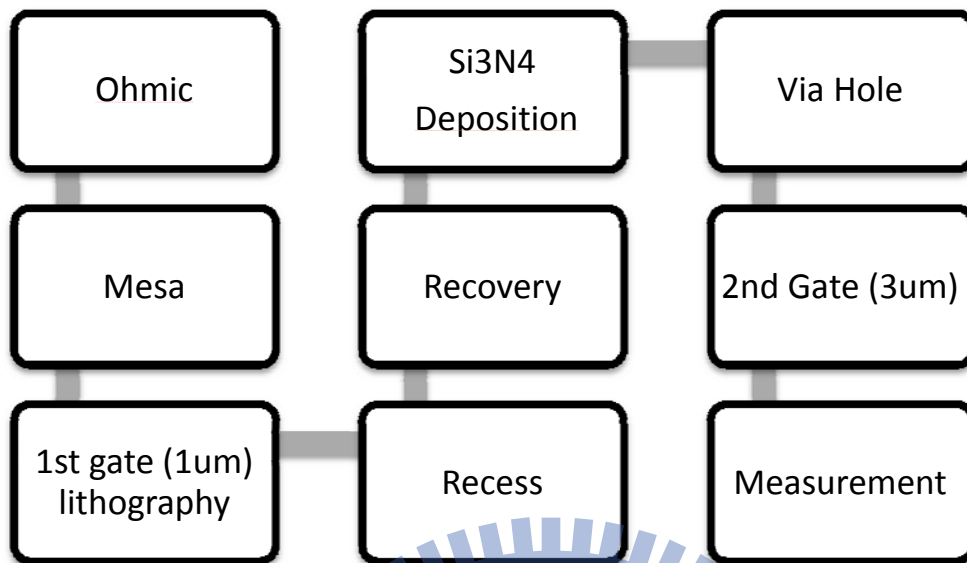 Ohmic
Mesa
1st gate (1um)
lithography
Recess
Recovery
Si3N4
Deposition
Via Hole
2nd Gate (3um)
Measurement